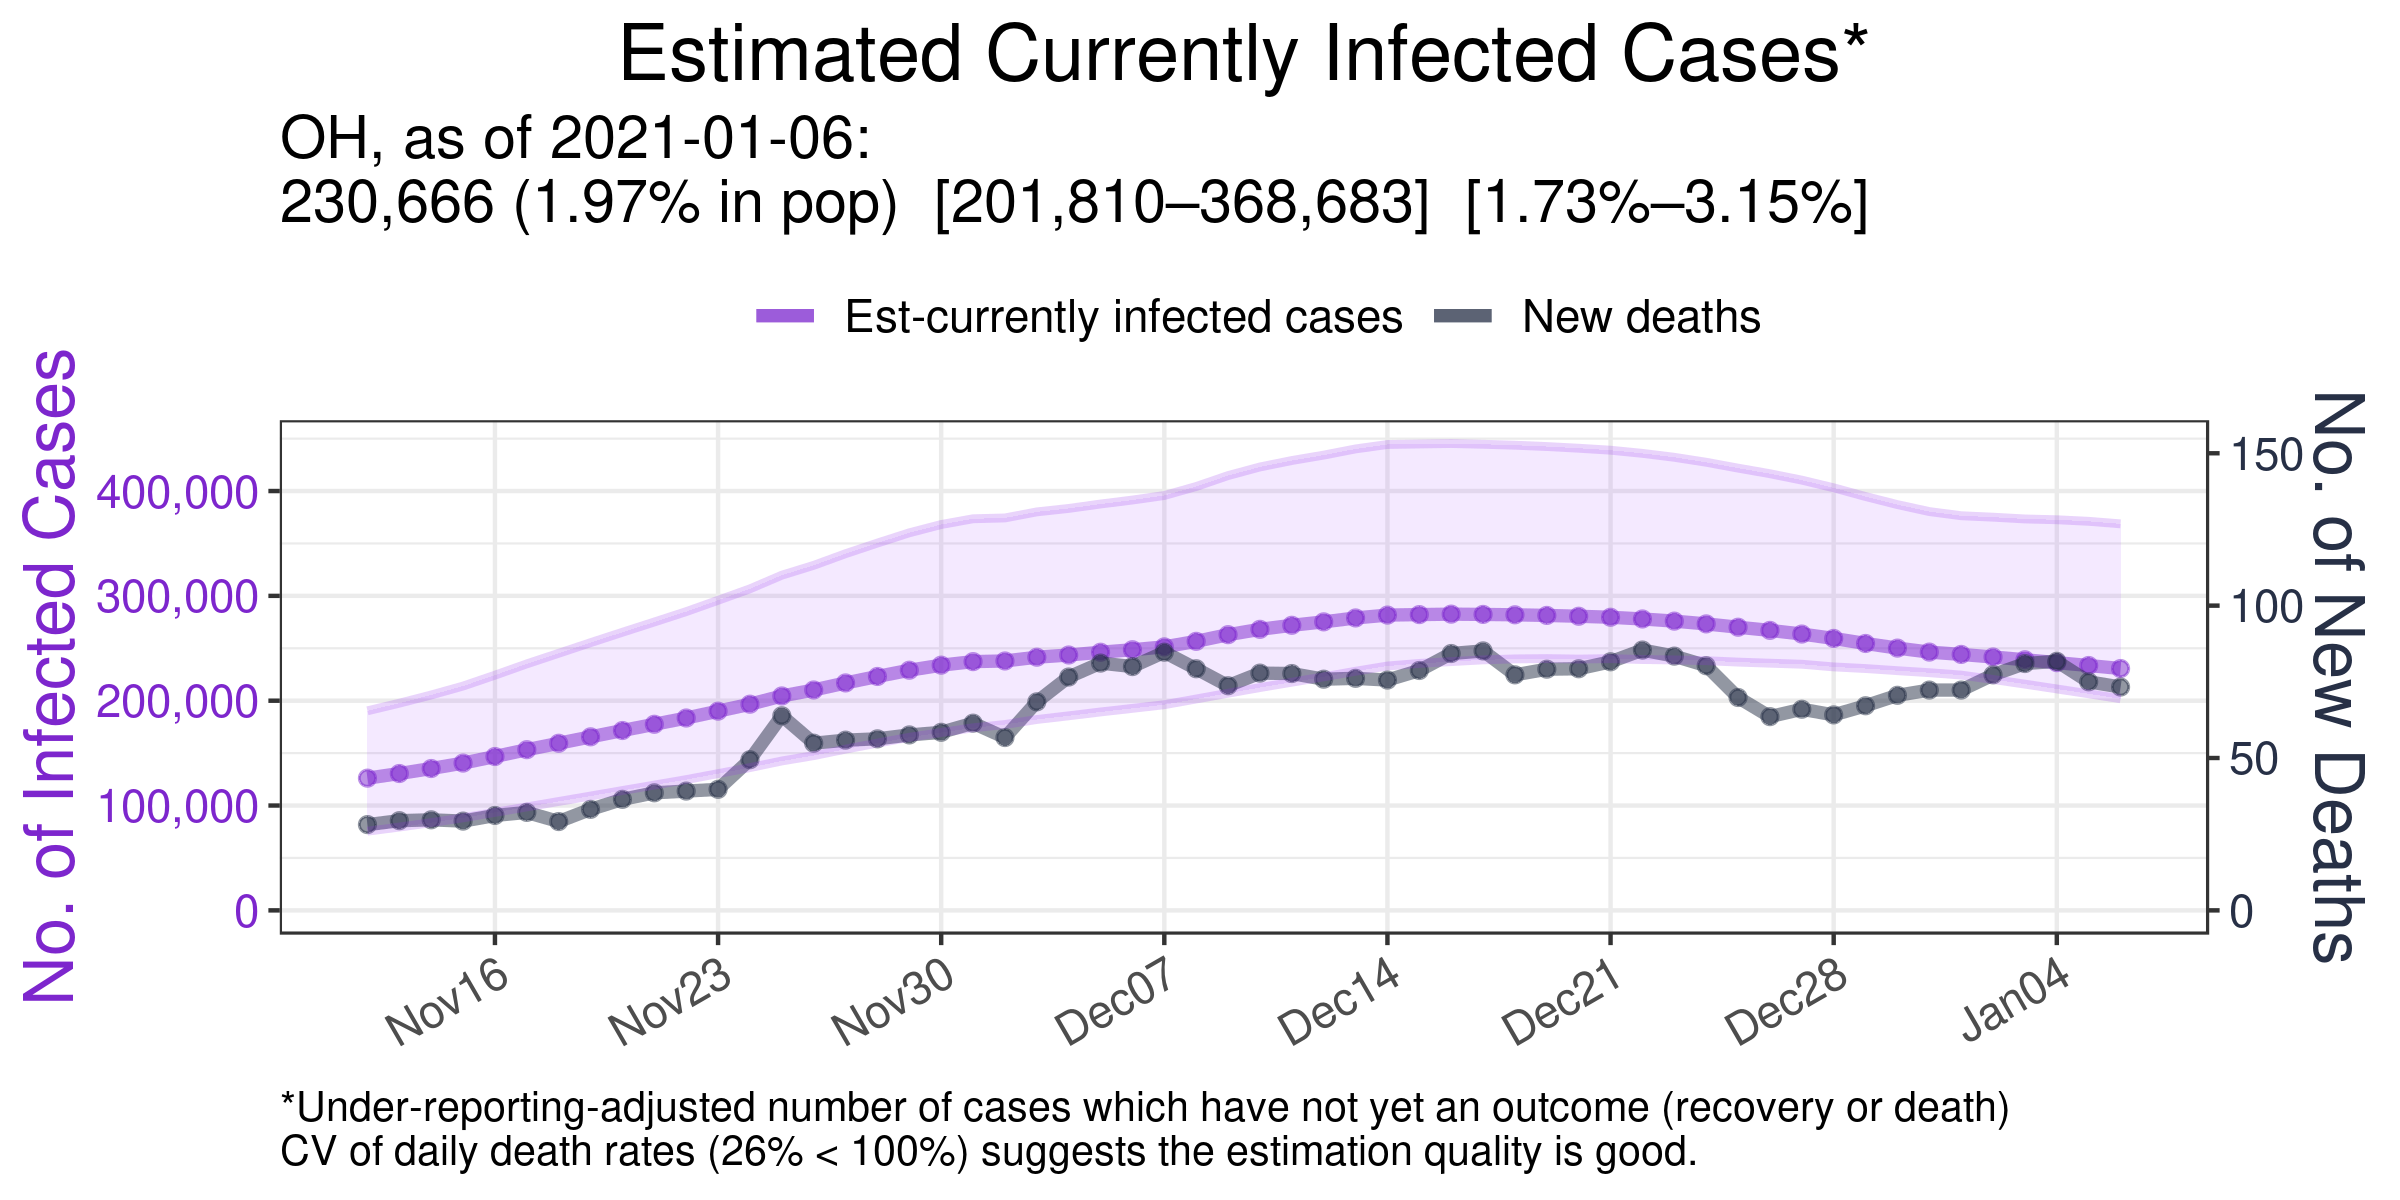 Estimated Currently Infected Cases*
OH, as of 2021-01-06:
230,666 (1.97% in pop) [201,810–368,683] [1.73%–3.15%]
Est-currently infected cases
New deaths
No. of Infected Cases
400,000
300,000
200,000
100,000
0
150
100
50
0
No. of New Deaths
Nov16
Nov23
Nov30
Dec07
Dec14
Dec21
Dec28
Jan04
*Under-reporting-adjusted number of cases which have not yet an outcome (recovery or death)
CV of daily death rates (26% < 100%) suggests the estimation quality is good.